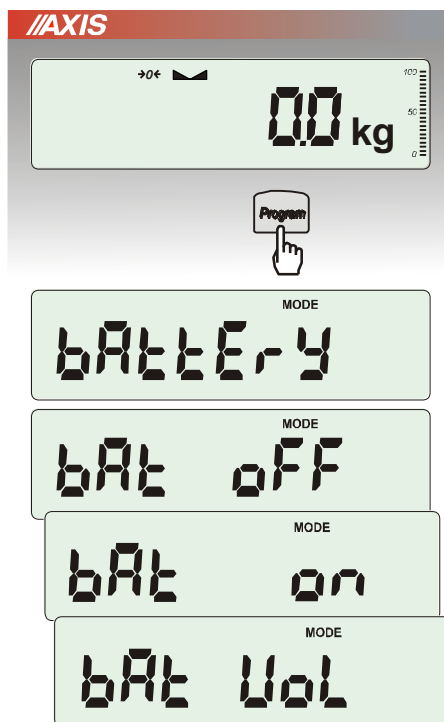 //AXIS
→0← 100
0.0 kg 50
0
Program
MODE
bAttErY
MODE
bAt oFF
MODE
bAt on
MODE
bAt UoL